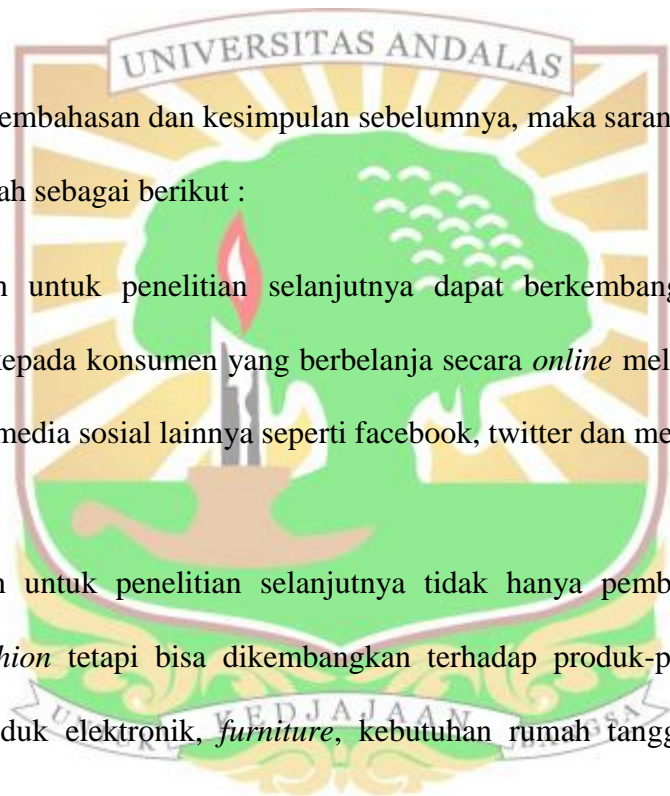 UNIVERSITAS ANDALAS
embahasan dan kesimpulan sebelumnya, maka saran
ah sebagai berikut :
n untuk penelitian selanjutnya dapat berkembang
kepada konsumen yang berbelanja secara online mel
media sosial lainnya seperti facebook, twitter dan me
n untuk penelitian selanjutnya tidak hanya pemb
hion tetapi bisa dikembangkan terhadap produk-p
duk elektronik, furniture, kebutuhan rumah tangg
UNTUK KEDJAJAAN BANGSA